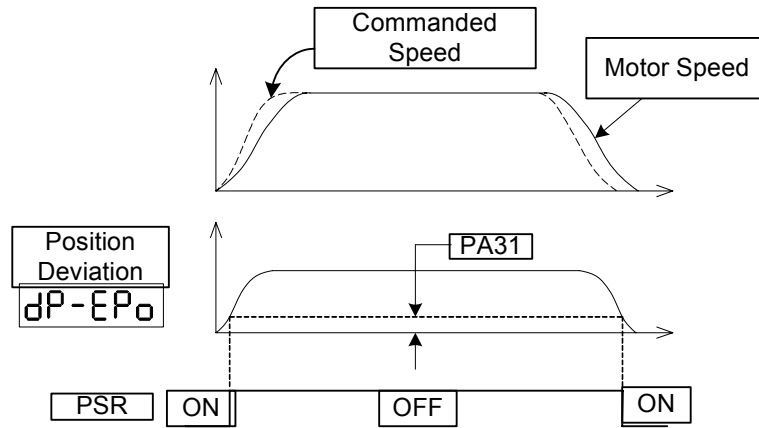 Commanded
Speed
Motor Speed
PA31
Position
Deviation
dP-EPo
PSR
ON
OFF
ON